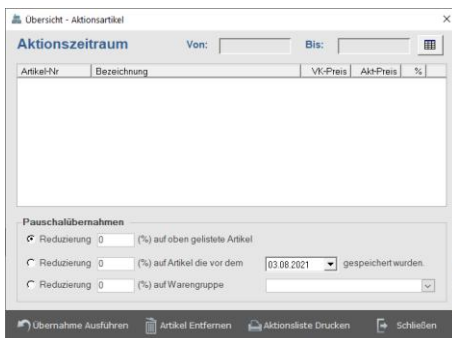 Übersicht - Aktionsartikel
Aktionszeitraum Von: Bis:
Artikel-Nr Bezeichnung VK-Preis Akt-Preis %
Pauschalübernahmen
Reduzierung 0 (%) auf oben gelistete Artikel
Reduzierung 0 (%) auf Artikel die vor dem 03.08.2021 gespeichert wurden.
Reduzierung 0 (%) auf Warengruppe
Übernahme Ausführen Artikel Entfernen Aktionsliste Drucken Schließen